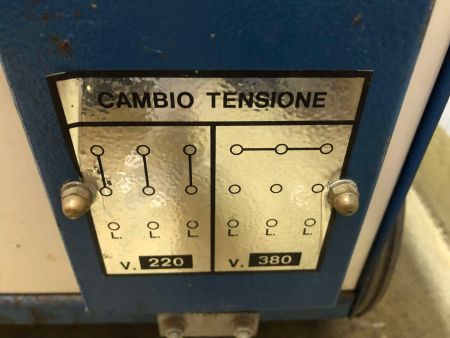 CAMBIO TENSIONE
L. L. L.
L. L. L.
V. 220
V. 380